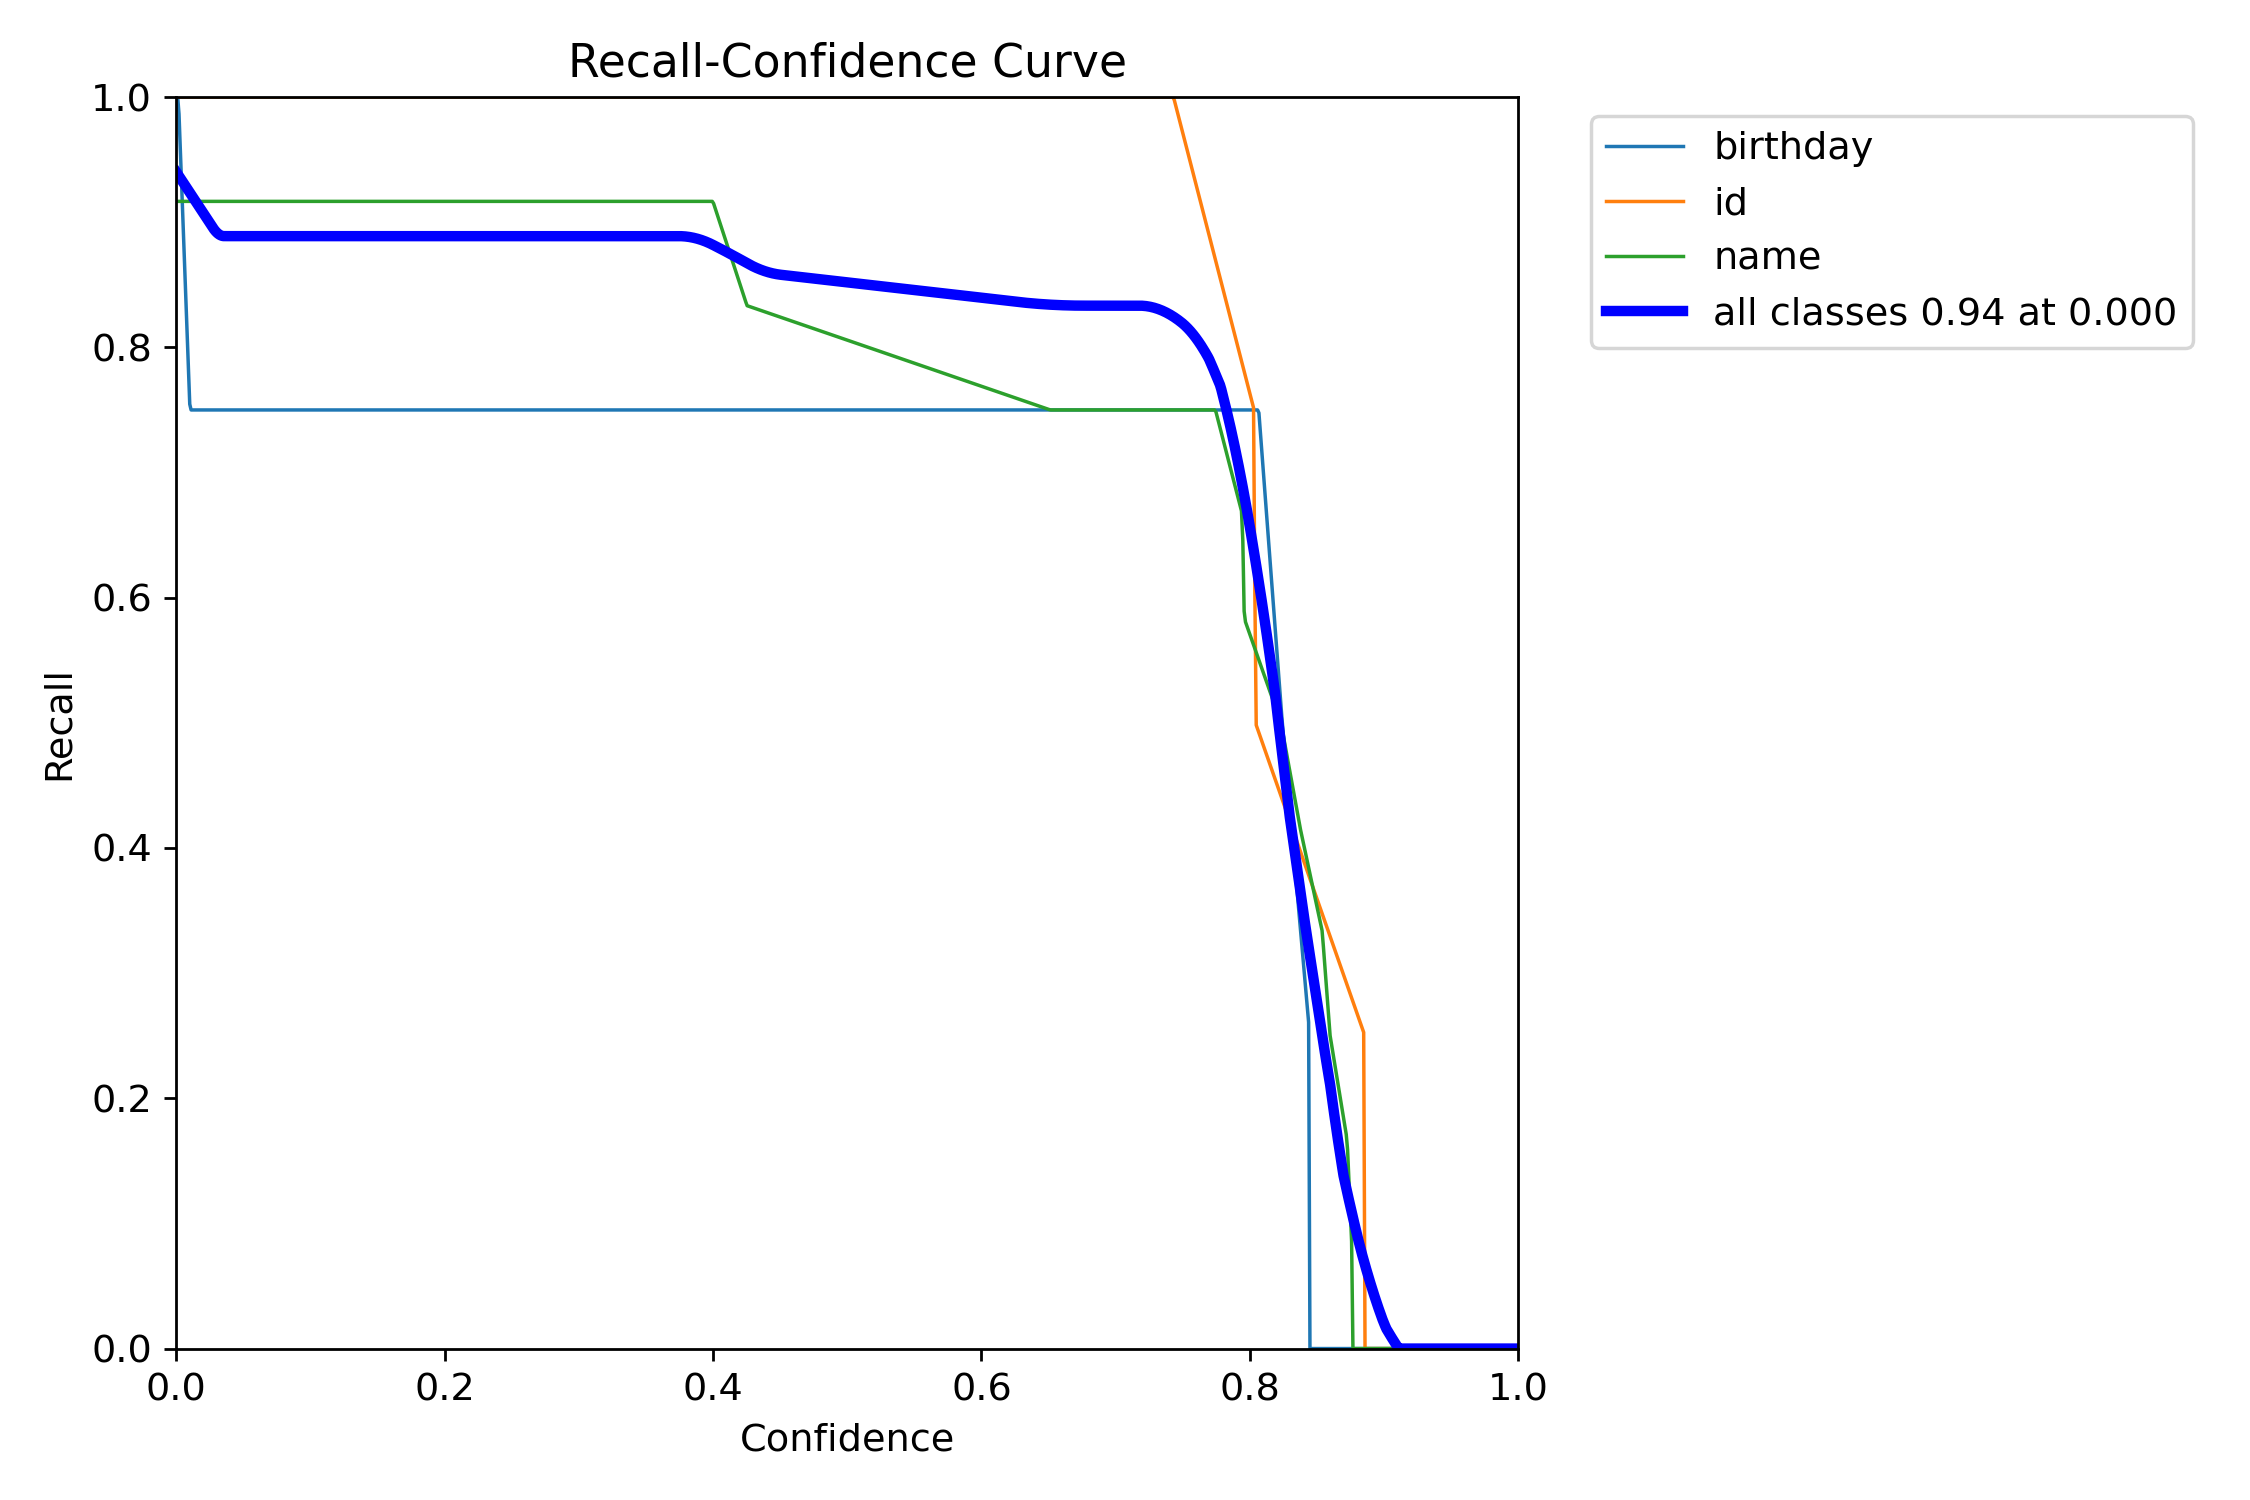 Recall-Confidence Curve
1.0
0.8
0.6
0.4
0.2
0.0
Recall
0.0 0.2 0.4 0.6 0.8 1.0
Confidence
birthday
id
name
all classes 0.94 at 0.000